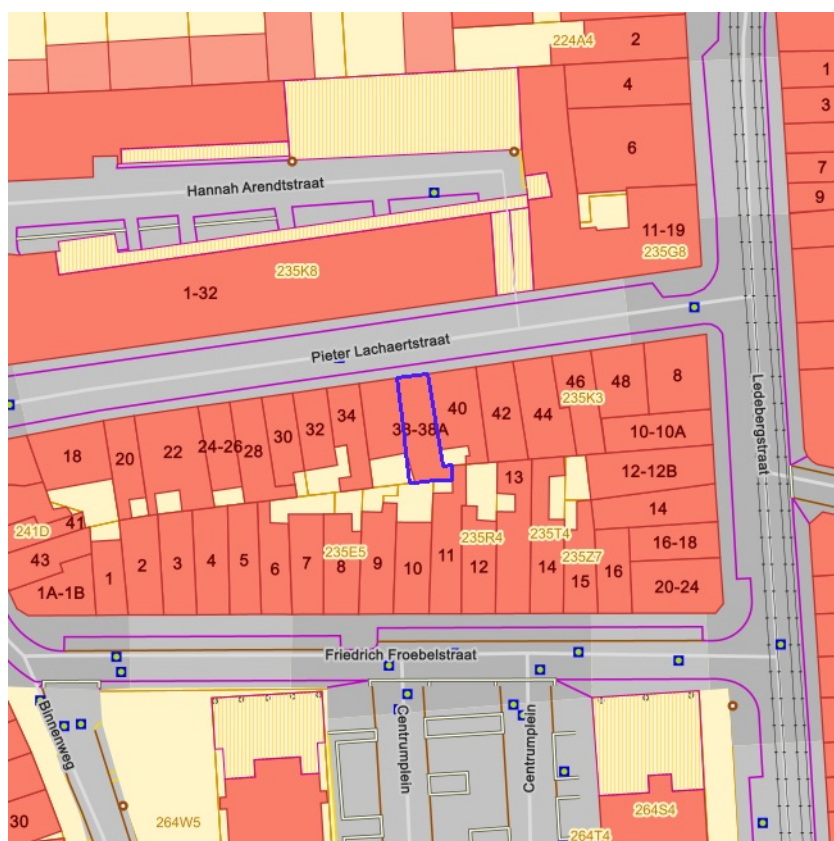 224A4
2
4
1
3
6
7
9
Hannah Arendtstraat
11-19
235G8
235K8
1-32
Pieter Lachaertstraat
Ledebergstraat
46
235K3
48
8
18
20
22
24-26
28
30
32
34
38-38A
40
42
44
10-10A
12-12B
13
14
241D
41
43
235E5
235R4
235T4
235Z7
16-18
1A-1B
1
2
3
4
5
6
7
8
9
10
11
12
14
15
16
20-24
Friedrich Froebelstraat
Binnenweg
Centrumplein
Centrumplein
30
264W5
264S4
264T4